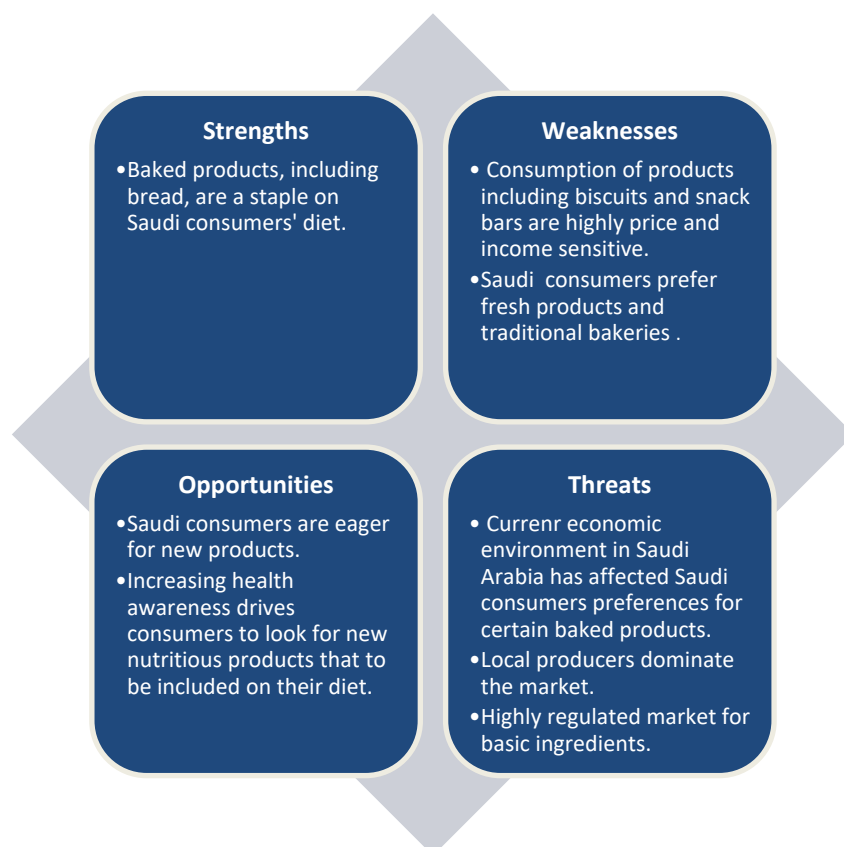 Strengths
•Baked products, including
bread, are a staple on
Saudi consumers' diet.
Weaknesses
• Consumption of products
including biscuits and snack
bars are highly price and
income sensitive.
•Saudi consumers prefer
fresh products and
traditional bakeries .
Opportunities
•Saudi consumers are eager
for new products.
•Increasing health
awareness drives
consumers to look for new
nutritious products that to
be included on their diet.
Threats
• Currenr economic
environment in Saudi
Arabia has affected Saudi
consumers preferences for
certain baked products.
•Local producers dominate
the market.
•Highly regulated market for
basic ingredients.